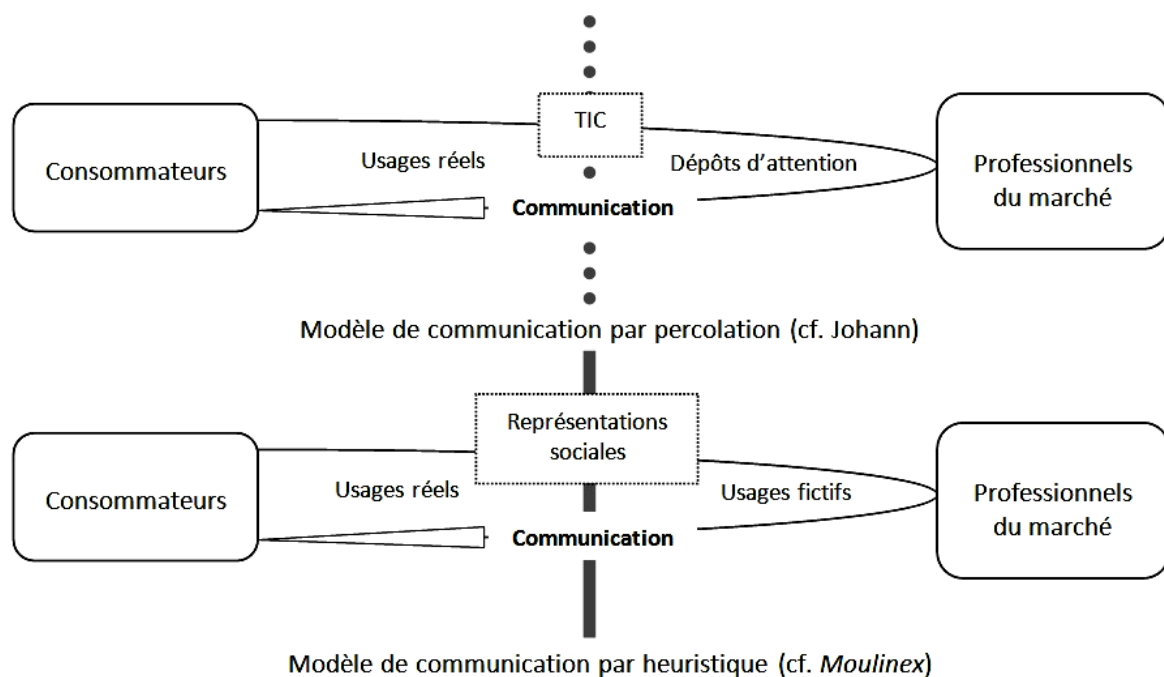 TIC
Consommateurs
Usages réels
Dépôts d'attention
Professionnels
du marché
Communication
Modèle de communication par percolation (cf. Johann)
Représentations
sociales
Consommateurs
Usages réels
Usages fictifs
Professionnels
du marché
Communication
Modèle de communication par heuristique (cf. Moulinex)